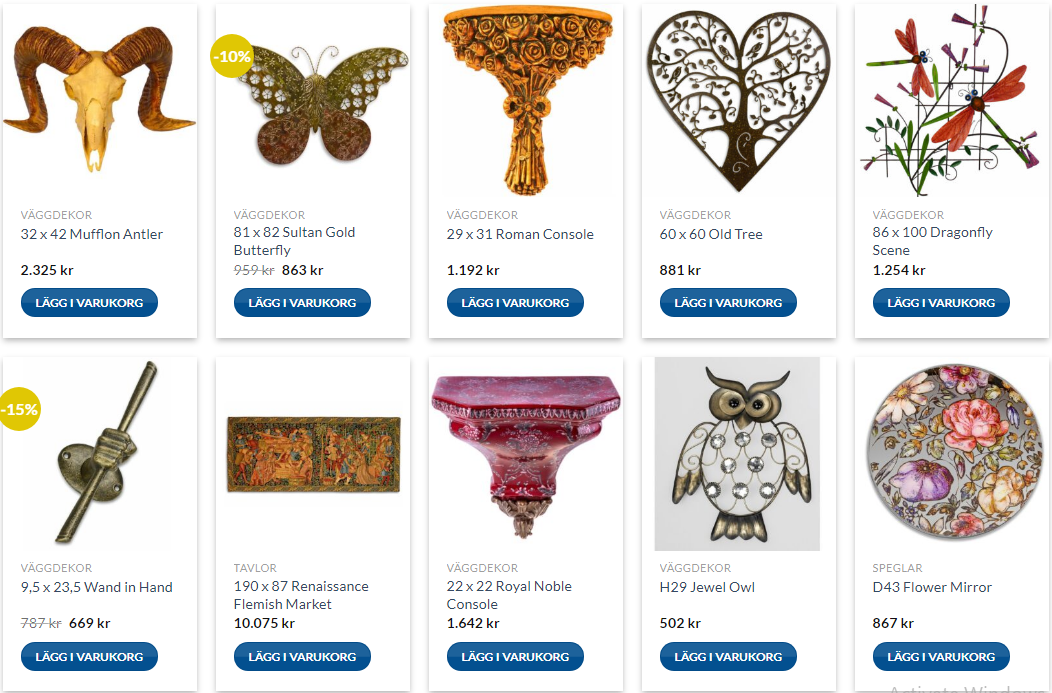 -10%
VÄGGDEKOR
32 x 42 Mufflon Antler
2.325 kr
LÄGG I VARUKORG
VÄGGDEKOR
81 x 82 Sultan Gold
Butterfly
959 kr 863 kr
LÄGG I VARUKORG
VÄGGDEKOR
29 x 31 Roman Console
1.192 kr
LÄGG I VARUKORG
VÄGGDEKOR
60 x 60 Old Tree
881 kr
LÄGG I VARUKORG
VÄGGDEKOR
86 x 100 Dragonfly
Scene
1.254 kr
LÄGG I VARUKORG
-15%
VÄGGDEKOR
9,5 x 23,5 Wand in Hand
787 kr 669 kr
LÄGG I VARUKORG
TAVLOR
190 x 87 Renaissance
Flemish Market
10.075 kr
LÄGG I VARUKORG
VÄGGDEKOR
22 x 22 Royal Noble
Console
1.642 kr
LÄGG I VARUKORG
VÄGGDEKOR
H29 Jewel Owl
502 kr
LÄGG I VARUKORG
SPEGLAR
D43 Flower Mirror
867 kr
LÄGG I VARUKORG